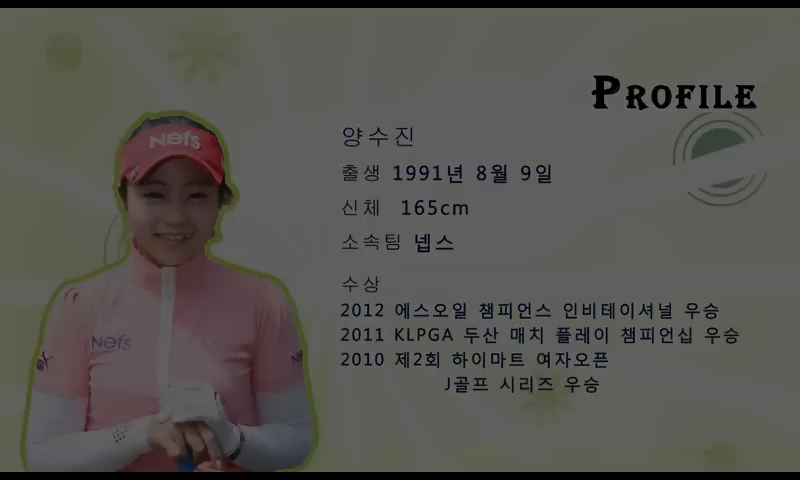 PROFILE
양수진
출생 1991년 8월 9일
신체 165cm
소속팅 넵스
수상
2012 에스오일 챔피언스 인비테이셔널 우승
2011 KLPGA 두산 매치 플레이 챔피언십 우승
2010 제2회 하이마트 여자오픈
J골프 시리즈 우승
Nefs
Nefs